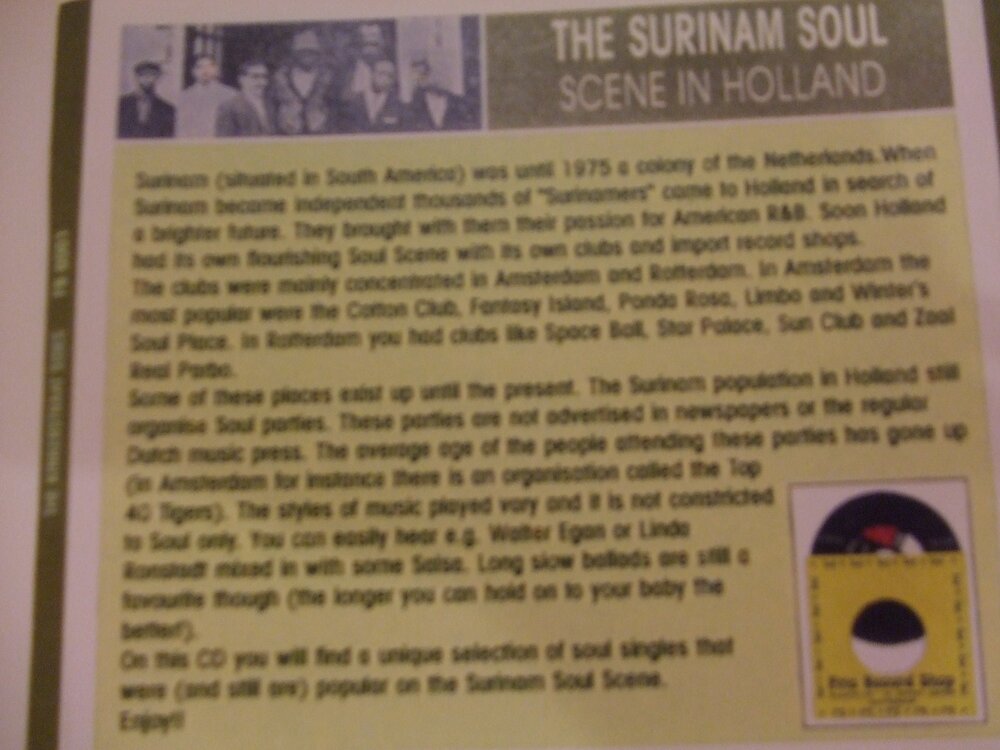 THE SURINAM SOUL
SCENE IN HOLLAND
Surinam (situated in South America) was until 1975 a colony of the Netherlands. When
Surinam became independent thousands of "Surinamers" came to Holland in search of
a brighter future. They brought with them their passion for American R&B. Soon Holland
had its own flourishing Soul Scene with its own clubs and import record shops.
The clubs were mainly concentrated in Amsterdam and Rotterdam. In Amsterdam the
most popular were the Cotton Club, Fantasy Island, Panda Rosa, Limbo and Winter's
Soul Place. In Rotterdam you had clubs like Space Ball, Star Palace, Sun Club and Zaal
Real Parbo.
Some of these places exist up until the present. The Surinam population in Holland still
organise Soul parties. These parties are not advertised in newspapers or the regular
Dutch music press. The average age of the people attending these parties has gone up
(in Amsterdam for instance there is an organisation called the Top
40 Tigers). The styles of music played vary and it is not constricted
to Soul only. You can easily hear e.g. Walter Egan or Linda
Ronstadt mixed in with some Salsa. Long slow ballads are still a
favourite though (the longer you can hold on to your baby the
better!).
On this CD you will find a unique selection of soul singles that
were (and still are) popular on the Surinam Soul Scene.
Enjoy!!
Record Shop